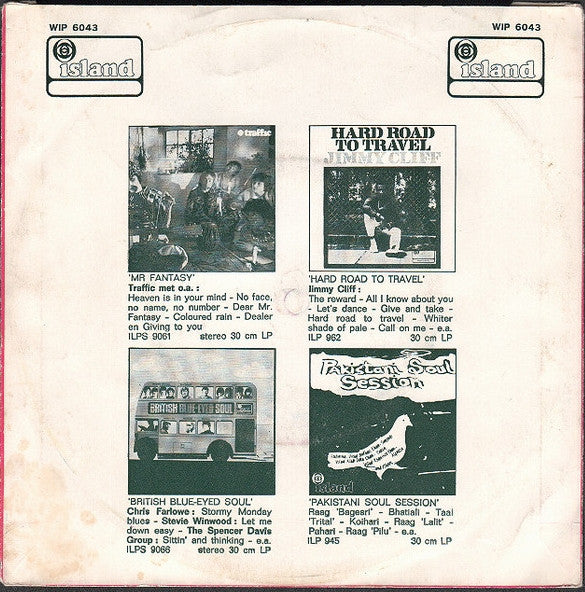 WIP 6043
WIP 6043
island
island
traffic
HARD ROAD
TO TRAVEL
JIMMY CLIFF
'MR FANTASY'
Traffic met o.a. :
Heaven is in your mind - No face,
no name, no number - Dear Mr.
Fantasy - Coloured rain - Dealer
en Giving to you
ILPS 9061 stereo 30 cm LP
'HARD ROAD TO TRAVEL'
Iimmy Cliff :
The reward - All I know about you
- Let's dance - Give and take -
Hard road to travel - Whiter
shade of pale - Call on me - e.a.
ILP 962 30 cm LP
BRITISH BLUE-EYED SOUL
Pakistani Soul
Session
island
'BRITISH BLUE-EYED SOUL'
Chris Farlowe : Stormy Monday
blues - Stevie Winwood : Let me
down easy - The Spencer Davis
Group : Sittin' and thinking - e.a.
ILPS 9066 stereo 30 cm LP
'PAKISTANI SOUL SESSION'
Raag 'Bageari' - Bhatiali - Taal
'Trital' - Koihari - Raag 'Lalit' -
Pahari - Raag 'Pilu' - e.a.
ILP 945 30 cm LP